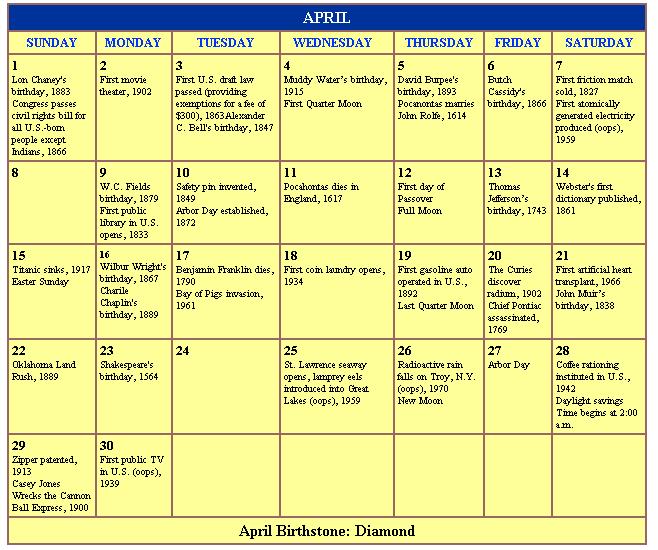 APRIL
SUNDAY MONDAY TUESDAY WEDNESDAY THURSDAY FRIDAY SATURDAY
1
Lon Chaney's
birthday, 1883
Congress passes
civil rights bill for
all U.S.-born
people except
Indians, 1866
2
First movie
theater, 1902
3
First U.S. draft law
passed (providing
exemptions for a fee of
$300), 1863Alexander
C. Bell's birthday, 1847
4
Muddy Water's birthday,
1915
First Quarter Moon
5
David Burpee's
birthday, 1893
Pocanontas marries
John Rolfe, 1614
6
Butch
Cassidy's
birthday, 1866
7
First friction match
sold, 1827
First atomically
generated electricity
produced (oops),
1959
8
9
W.C. Fields
birthday, 1879
First public
library in U.S.
opens, 1833
10
Safety pin invented,
1849
Arbor Day established,
1872
11
Pocahontas dies in
England, 1617
12
First day of
Passover
Full Moon
13
Thomas
Jefferson's
birthday, 1743
14
Webster's first
dictionary published,
1861
15
Titanic sinks, 1917
Easter Sunday
16
Wilbur Wright's
birthday, 1867
Charile
Chaplin's
birthday, 1889
17
Benjamin Franklin dies,
1790
Bay of Pigs invasion,
1961
18
First coin laundry opens,
1934
19
First gasoline auto
operated in U.S.,
1892
Last Quarter Moon
20
The Curies
discover
radium, 1902
Chief Pontiac
assassinated,
1769
21
First artificial heart
transplant, 1966
John Muir's
birthday, 1838
22
Oklahoma Land
Rush, 1889
23
Shakespeare's
birthday, 1564
24
25
St. Lawrence seaway
opens, lamprey eels
introduced into Great
Lakes (oops), 1959
26
Radioactive rain
falls on Troy, N.Y.
(oops), 1970
New Moon
27
Arbor Day
28
Coffee rationing
instituted in U.S.,
1942
Daylight savings
Time begins at 2:00
a.m.
29
Zipper patented,
1913
Casey Jones
Wrecks the Cannon
Ball Express, 1900
30
First public TV
in U.S. (oops),
1939
April Birthstone: Diamond